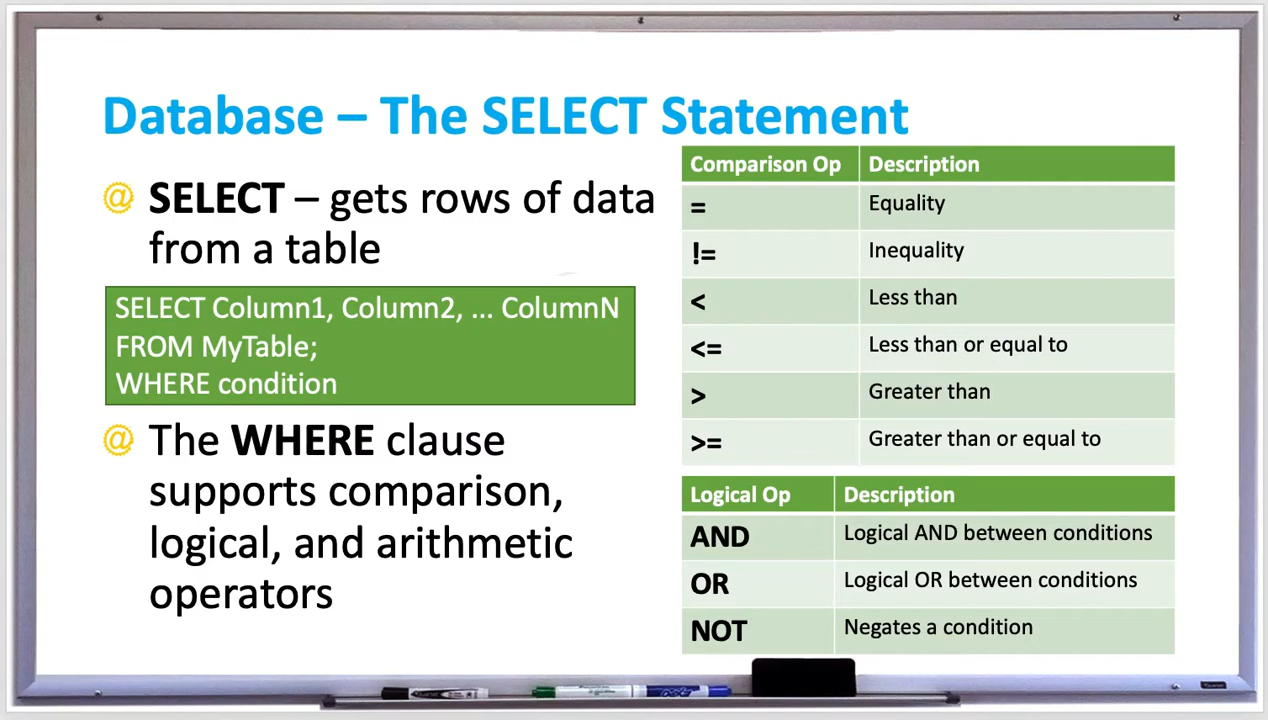 Database – The SELECT Statement
@ SELECT – gets rows of data
from a table
SELECT Column1, Column2, ... ColumnN
FROM MyTable;
WHERE condition
@ The WHERE clause
supports comparison,
logical, and arithmetic
operators
Comparison Op Description
= Equality
!= Inequality
< Less than
<= Less than or equal to
> Greater than
>= Greater than or equal to
Logical Op Description
AND Logical AND between conditions
OR Logical OR between conditions
NOT Negates a condition